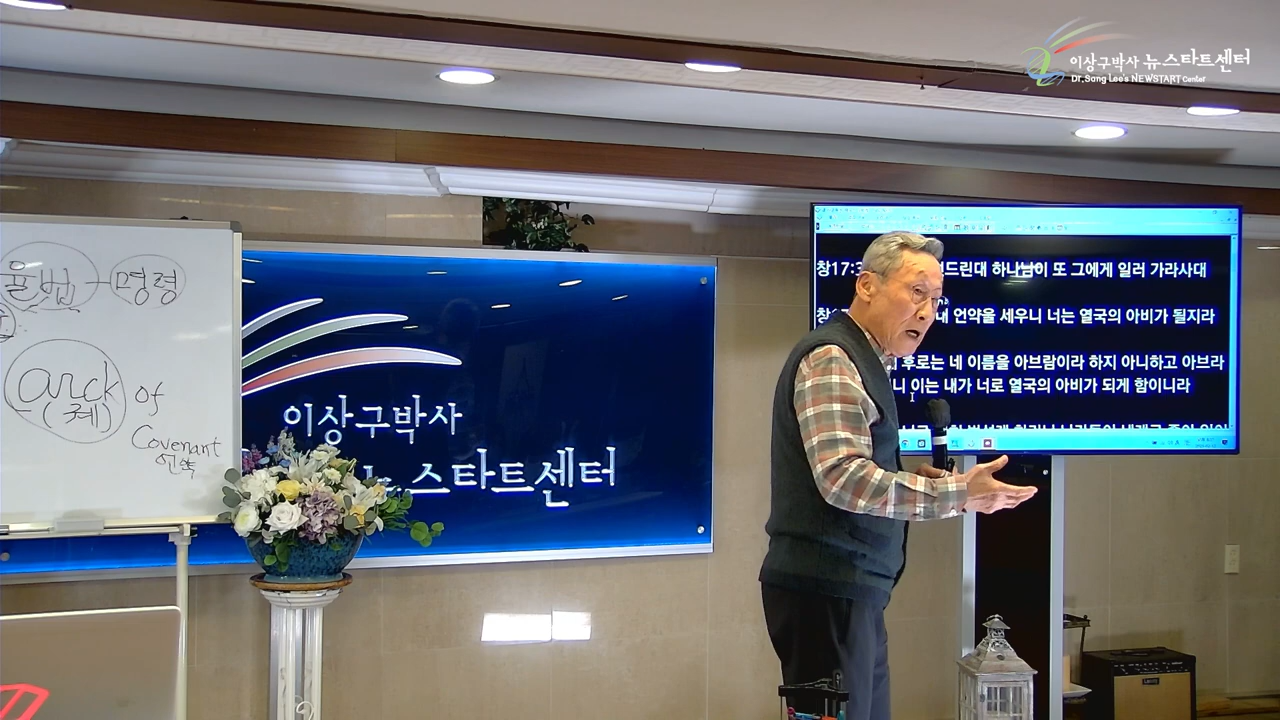 이상구박사 뉴스타트센터
Dr. Sang Lee's NEWSTART Center
율법 - 명령
arck of
(궤)
Covenant
언약
이상구박사
뉴스타트센터
창17:3 드린대 하나님이 또 그에게 일러 가라사대
언약을 세우니 너는 열국의 아비가 될지라
후로는 네 이름을 아브람이라 하지 아니하고 아브라
니 이는 내가 너로 열국의 아비가 되게 함이니라